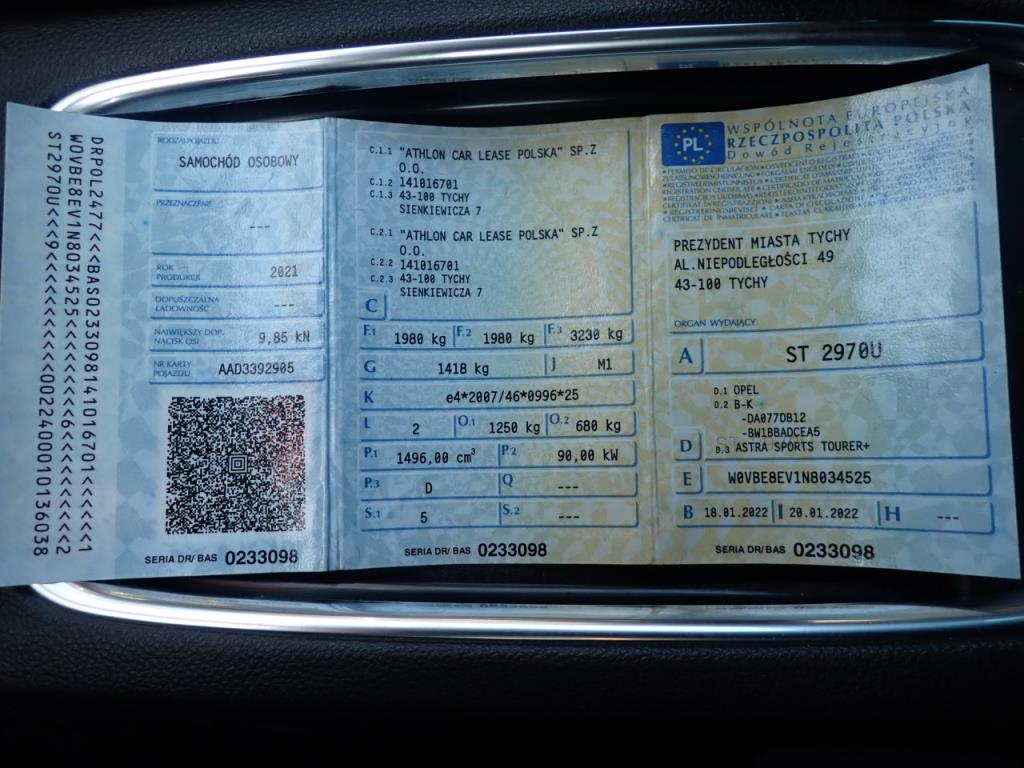 DRPOL2477<<BAS0233098141016701<<<<<<1
W0VBE8EV1N8034525<<<<<<<<6<<<<<<<<<2
ST2970U<<9<<<<<<<<<<<<<0022400010136038
RODZAJ POJAZDU
SAMOCHÓD OSOBOWY
PRZEZNACZENIE
---
ROK PRODUKCJI 2021
DOPUSZCZALNA ŁADOWNOŚĆ ---
NAJWIĘKSZY DOP. NACISK OSI 9,85 kN
NR KARTY POJAZDU AAD3392905
SERIA DR/ BAS 0233098
C.1.1 "ATHLON CAR LEASE POLSKA" SP.Z
O.O.
C.1.2 141016701
C.1.3 43-100 TYCHY
SIENKIEWICZA 7
C.2.1 "ATHLON CAR LEASE POLSKA" SP.Z
O.O.
C.2.2 141016701
C.2.3 43-100 TYCHY
SIENKIEWICZA 7
C
F.1 1980 kg F.2 1980 kg F.3 3230 kg
G 1418 kg J M1
K e4*2007/46*0996*25
L 2 O.1 1250 kg O.2 680 kg
P.1 1496,00 cm³ P.2 90,00 kW
P.3 D Q ---
S.1 5 S.2 ---
SERIA DR/ BAS 0233098
PL
WSPÓLNOTA EUROPEJSKA
RZECZPOSPOLITA POLSKA
Dowód Rejestracyjny
PREZYDENT MIASTA TYCHY
AL.NIEPODLEGŁOŚCI 49
43-100 TYCHY
ORGAN WYDAJĄCY
A ST 2970U
D.1 OPEL
D.2 B-K
-DA077DB12
-BW1BBADCEA5
D D.3 ASTRA SPORTS TOURER+
E W0VBE8EV1N8034525
B 18.01.2022 I 20.01.2022 H ---
SERIA DR/ BAS 0233098